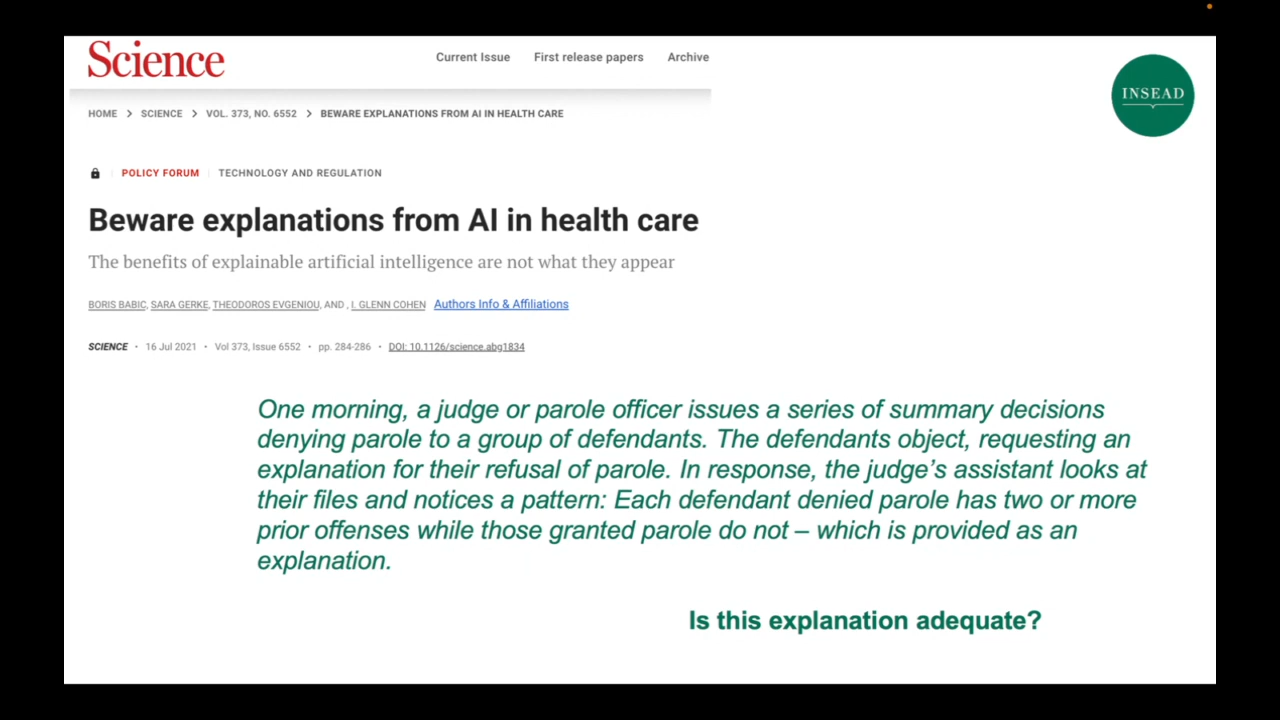 Science
Current Issue First release papers Archive
INSEAD
HOME > SCIENCE > VOL. 373, NO. 6552 > BEWARE EXPLANATIONS FROM AI IN HEALTH CARE
POLICY FORUM | TECHNOLOGY AND REGULATION
Beware explanations from AI in health care
The benefits of explainable artificial intelligence are not what they appear
BORIS BABIC, SARA GERKE, THEODOROS EVGENIOU, AND , I. GLENN COHEN Authors Info & Affiliations
SCIENCE • 16 Jul 2021 • Vol 373, Issue 6552 • pp. 284-286 • DOI: 10.1126/science.abg1834
One morning, a judge or parole officer issues a series of summary decisions
denying parole to a group of defendants. The defendants object, requesting an
explanation for their refusal of parole. In response, the judge’s assistant looks at
their files and notices a pattern: Each defendant denied parole has two or more
prior offenses while those granted parole do not – which is provided as an
explanation.
Is this explanation adequate?